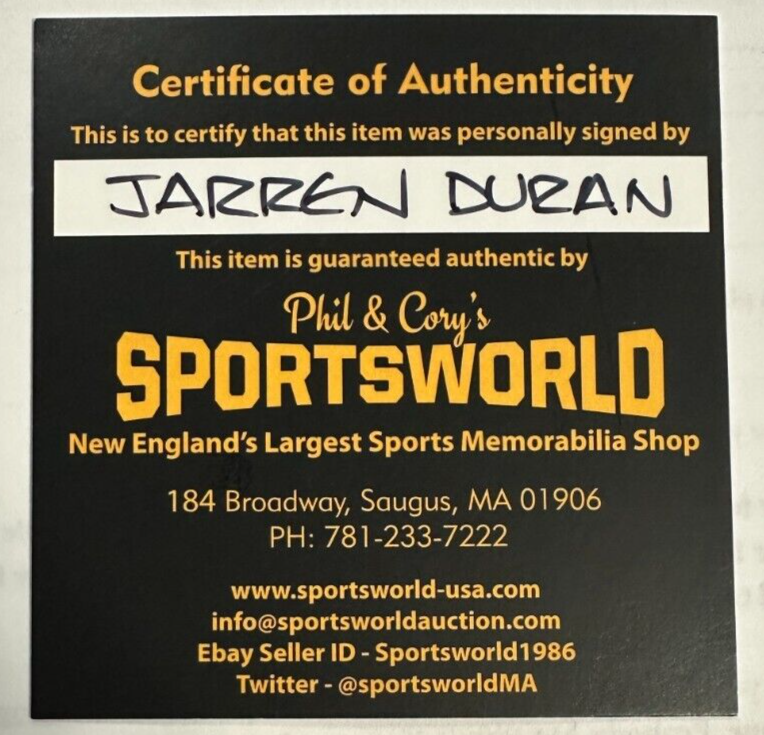 Certificate of Authenticity
This is to certify that this item was personally signed by
JARREN DURAN
This item is guaranteed authentic by
Phil & Cory's
SPORTSWORLD
New England's Largest Sports Memorabilia Shop
184 Broadway, Saugus, MA 01906
PH: 781-233-7222
www.sportsworld-usa.com
info@sportsworldauction.com
Ebay Seller ID - Sportsworld1986
Twitter - @sportsworldMA